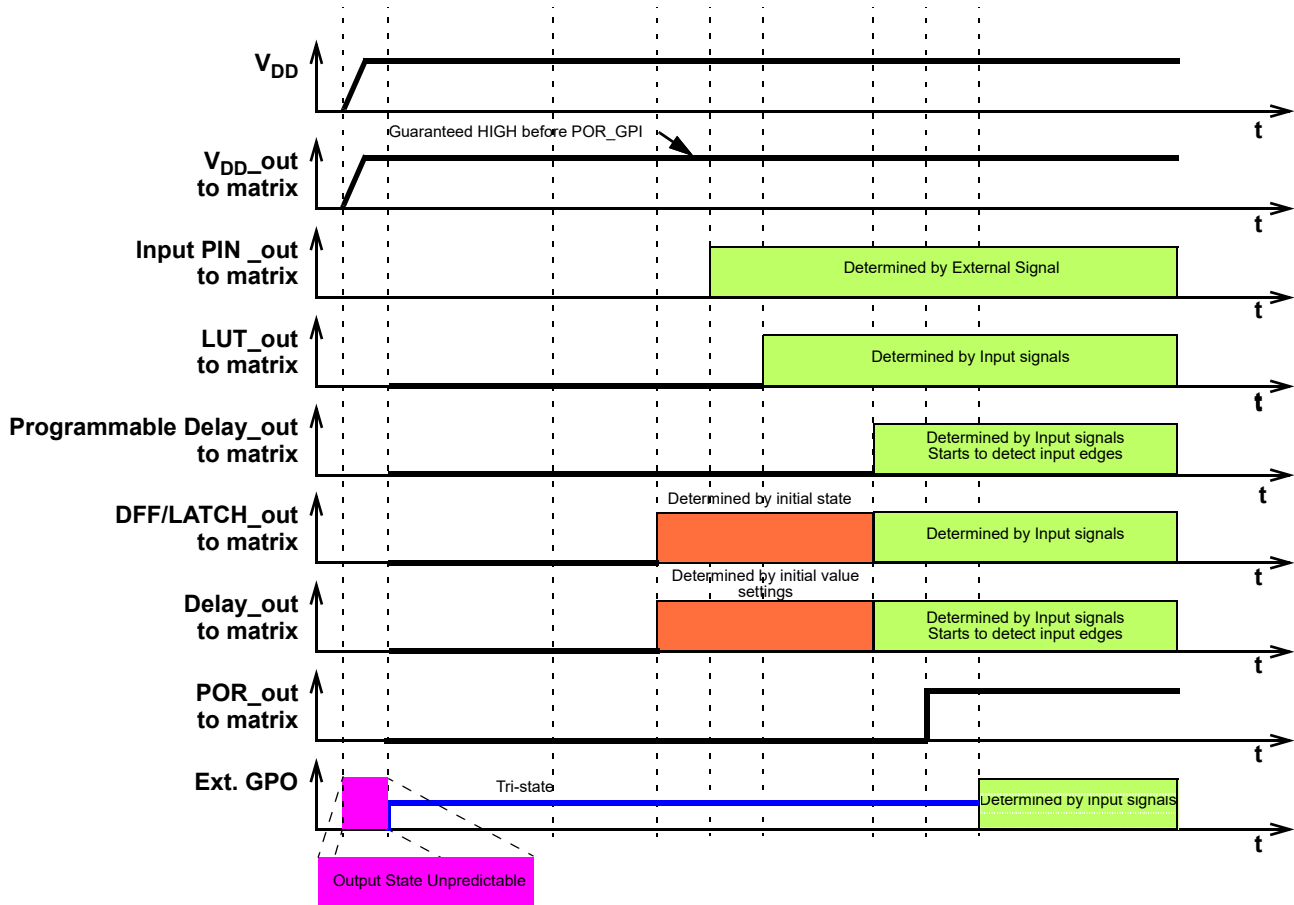 VDD
t
Guaranteed HIGH before POR_GPI
VDD_out
to matrix
t
Input PIN _out
to matrix
Determined by External Signal
t
LUT_out
to matrix
Determined by Input signals
t
Programmable Delay_out
to matrix
Determined by Input signals
Starts to detect input edges
t
Determined by initial state
DFF/LATCH_out
to matrix
Determined by Input signals
t
Determined by initial value
settings
Delay_out
to matrix
Determined by Input signals
Starts to detect input edges
t
POR_out
to matrix
t
Ext. GPO
Tri-state
Determined by input signals
t
Output State Unpredictable